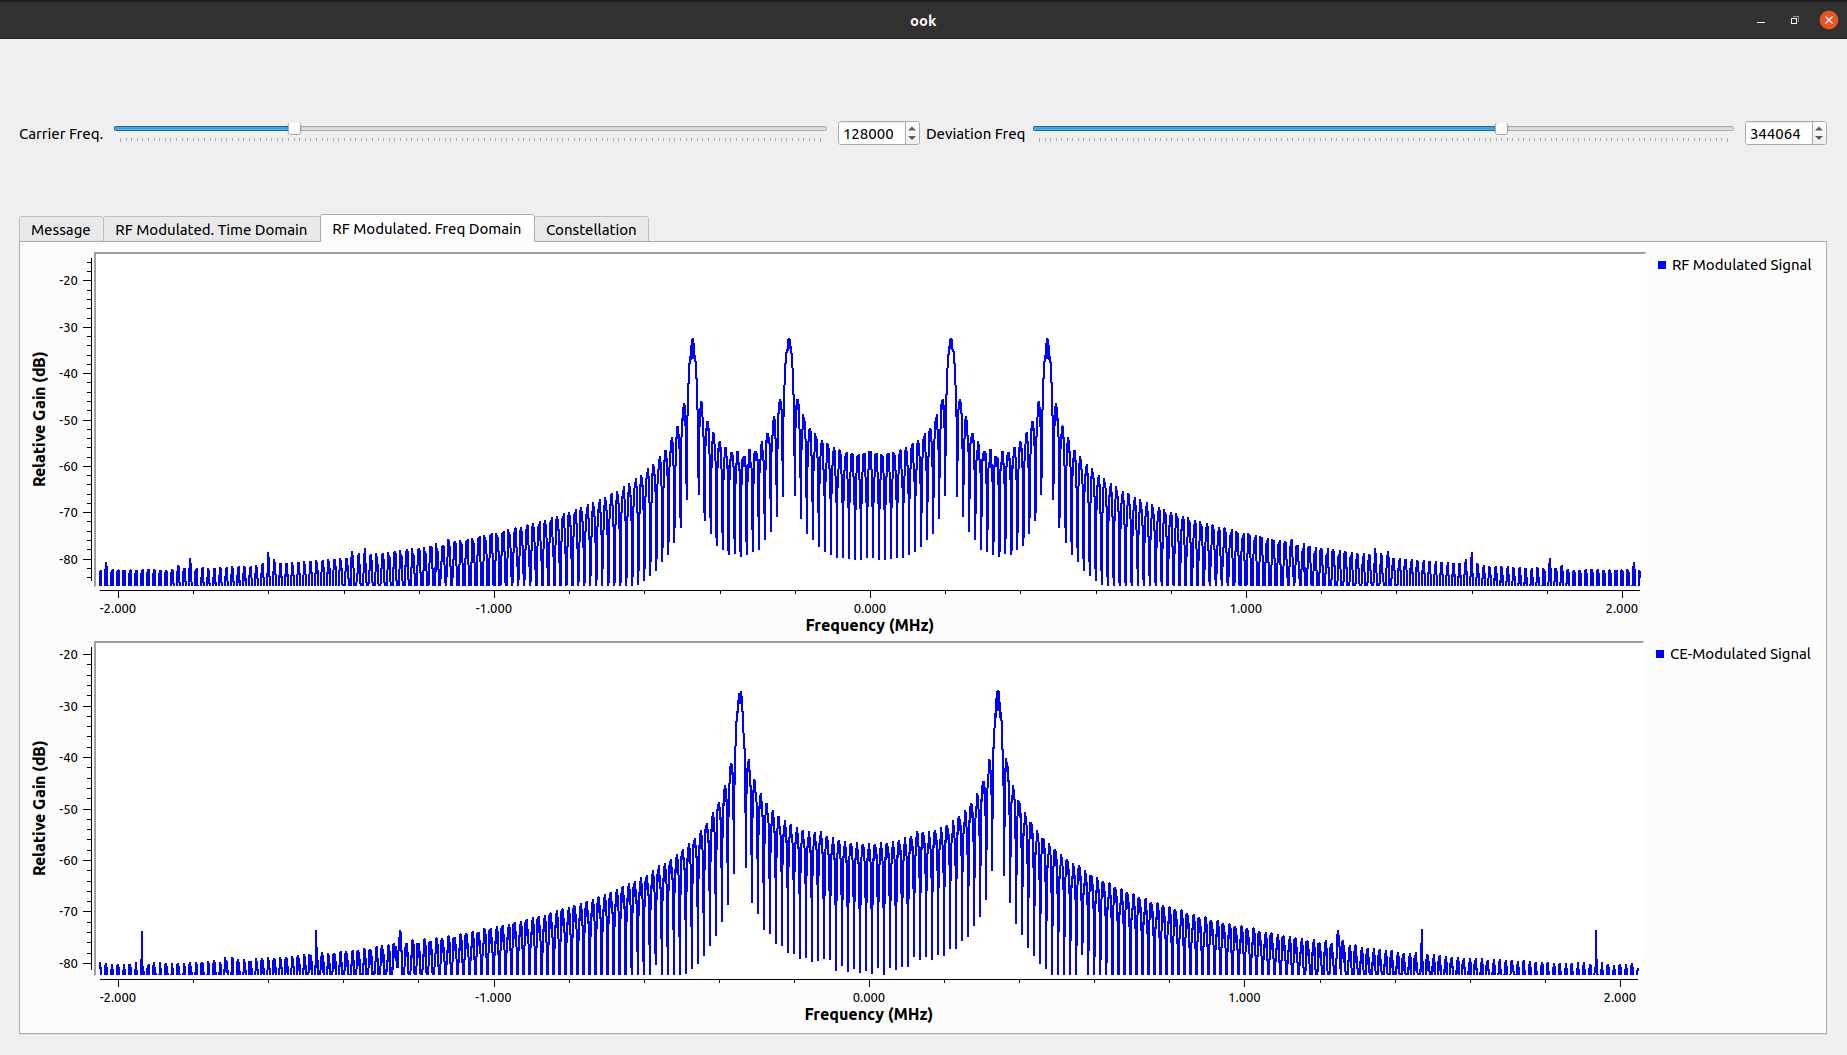 ook
Carrier Freq. 128000 Deviation Freq 344064
Message RF Modulated. Time Domain RF Modulated. Freq Domain Constellation
RF Modulated Signal
Relative Gain (dB)
-20
-30
-40
-50
-60
-70
-80
-2.000 -1.000 0.000 1.000 2.000
Frequency (MHz)
CE-Modulated Signal
Relative Gain (dB)
-20
-30
-40
-50
-60
-70
-80
-2.000 -1.000 0.000 1.000 2.000
Frequency (MHz)